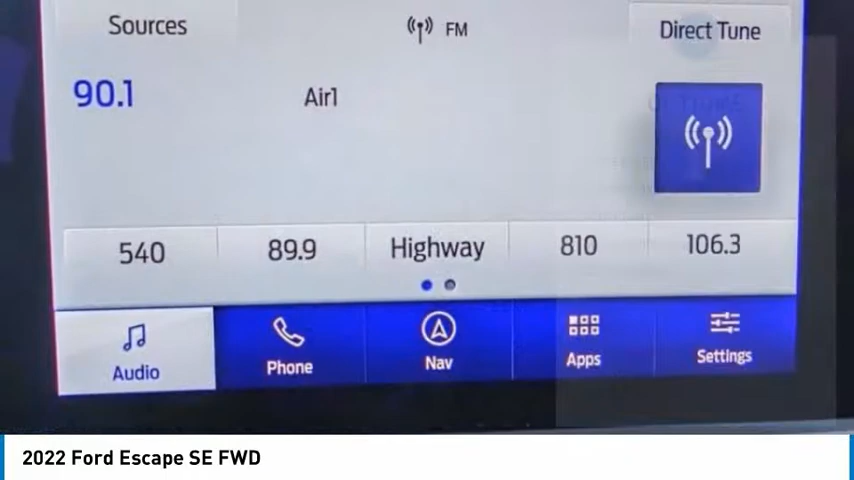 Sources
FM
Direct Tune
90.1
Air1
540
89.9
Highway
810
106.3
Audio
Phone
Nav
Apps
Settings
2022 Ford Escape SE FWD